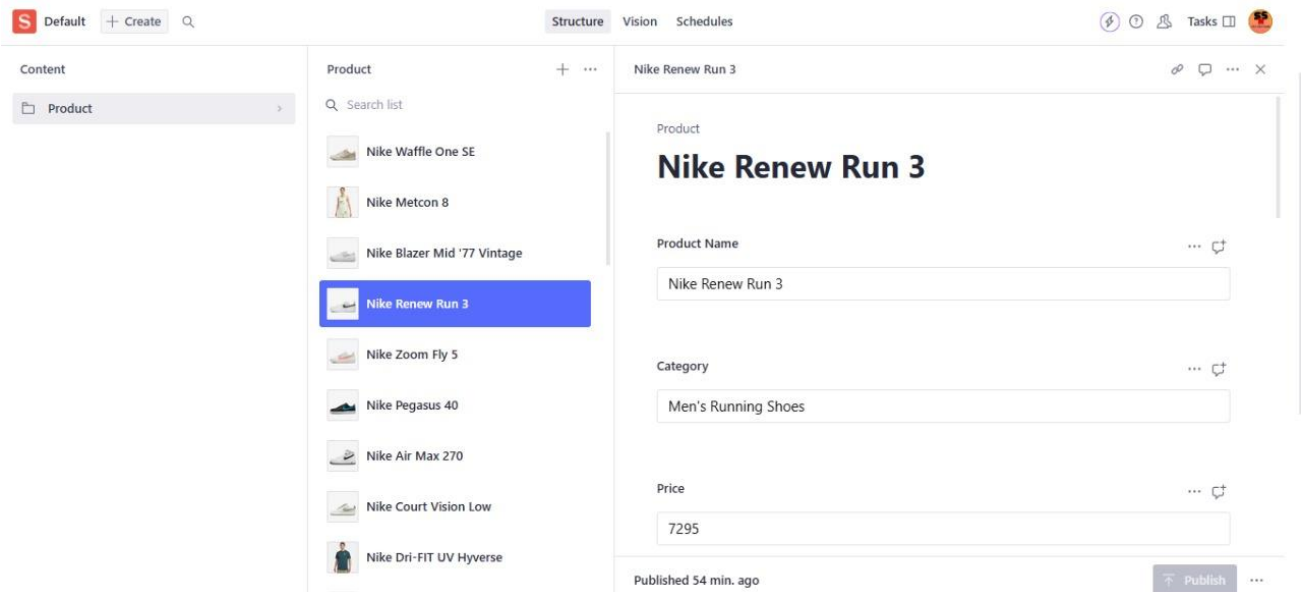 S Default + Create Structure Vision Schedules Tasks
Content
Product
Product
Search list
Nike Waffle One SE
Nike Metcon 8
Nike Blazer Mid '77 Vintage
Nike Renew Run 3
Nike Zoom Fly 5
Nike Pegasus 40
Nike Air Max 270
Nike Court Vision Low
Nike Dri-FIT UV Hyverse
Nike Renew Run 3
Product
Nike Renew Run 3
Product Name
Nike Renew Run 3
Category
Men's Running Shoes
Price
7295
Published 54 min. ago Publish